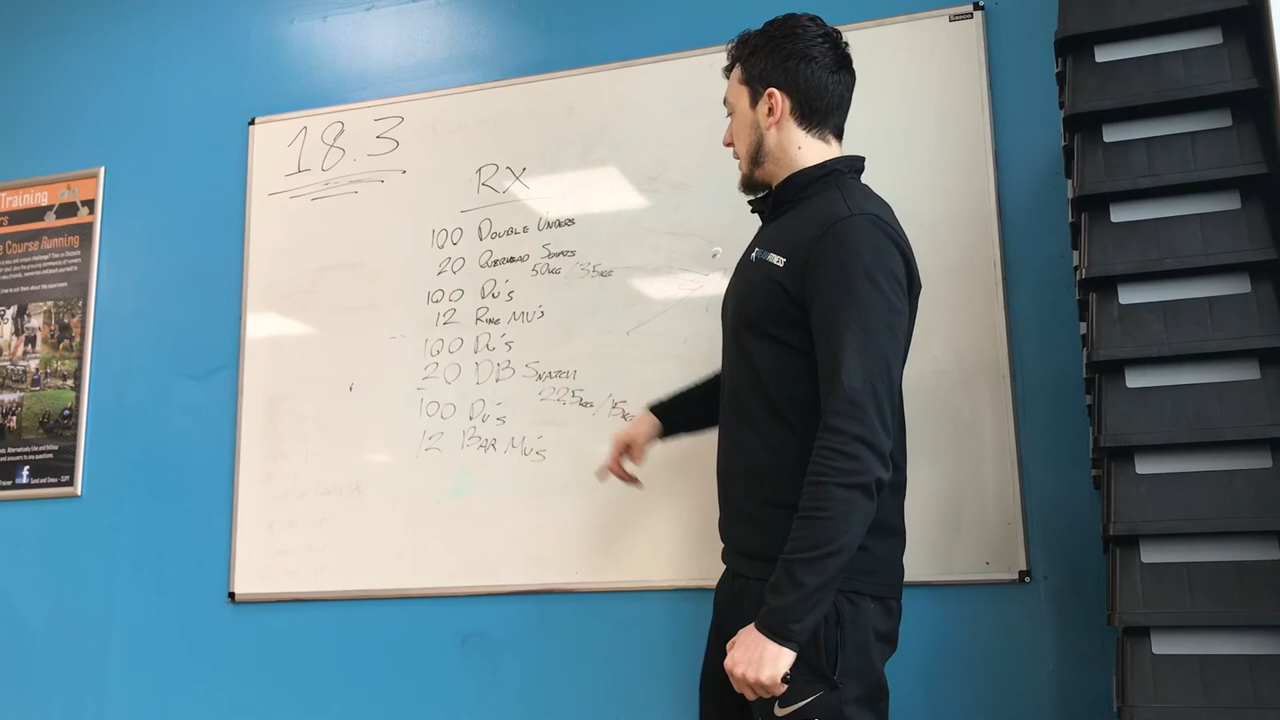 18.3
RX
100 DOUBLE UNDERS
20 OVERHEAD SQUATS
50KG / 35KG
100 DU'S
12 RING MU'S
100 DU'S
20 DB SNATCH
22.5KG / 15KG
100 DU'S
12 BAR MU'S
Sasco
Training
e Course Running